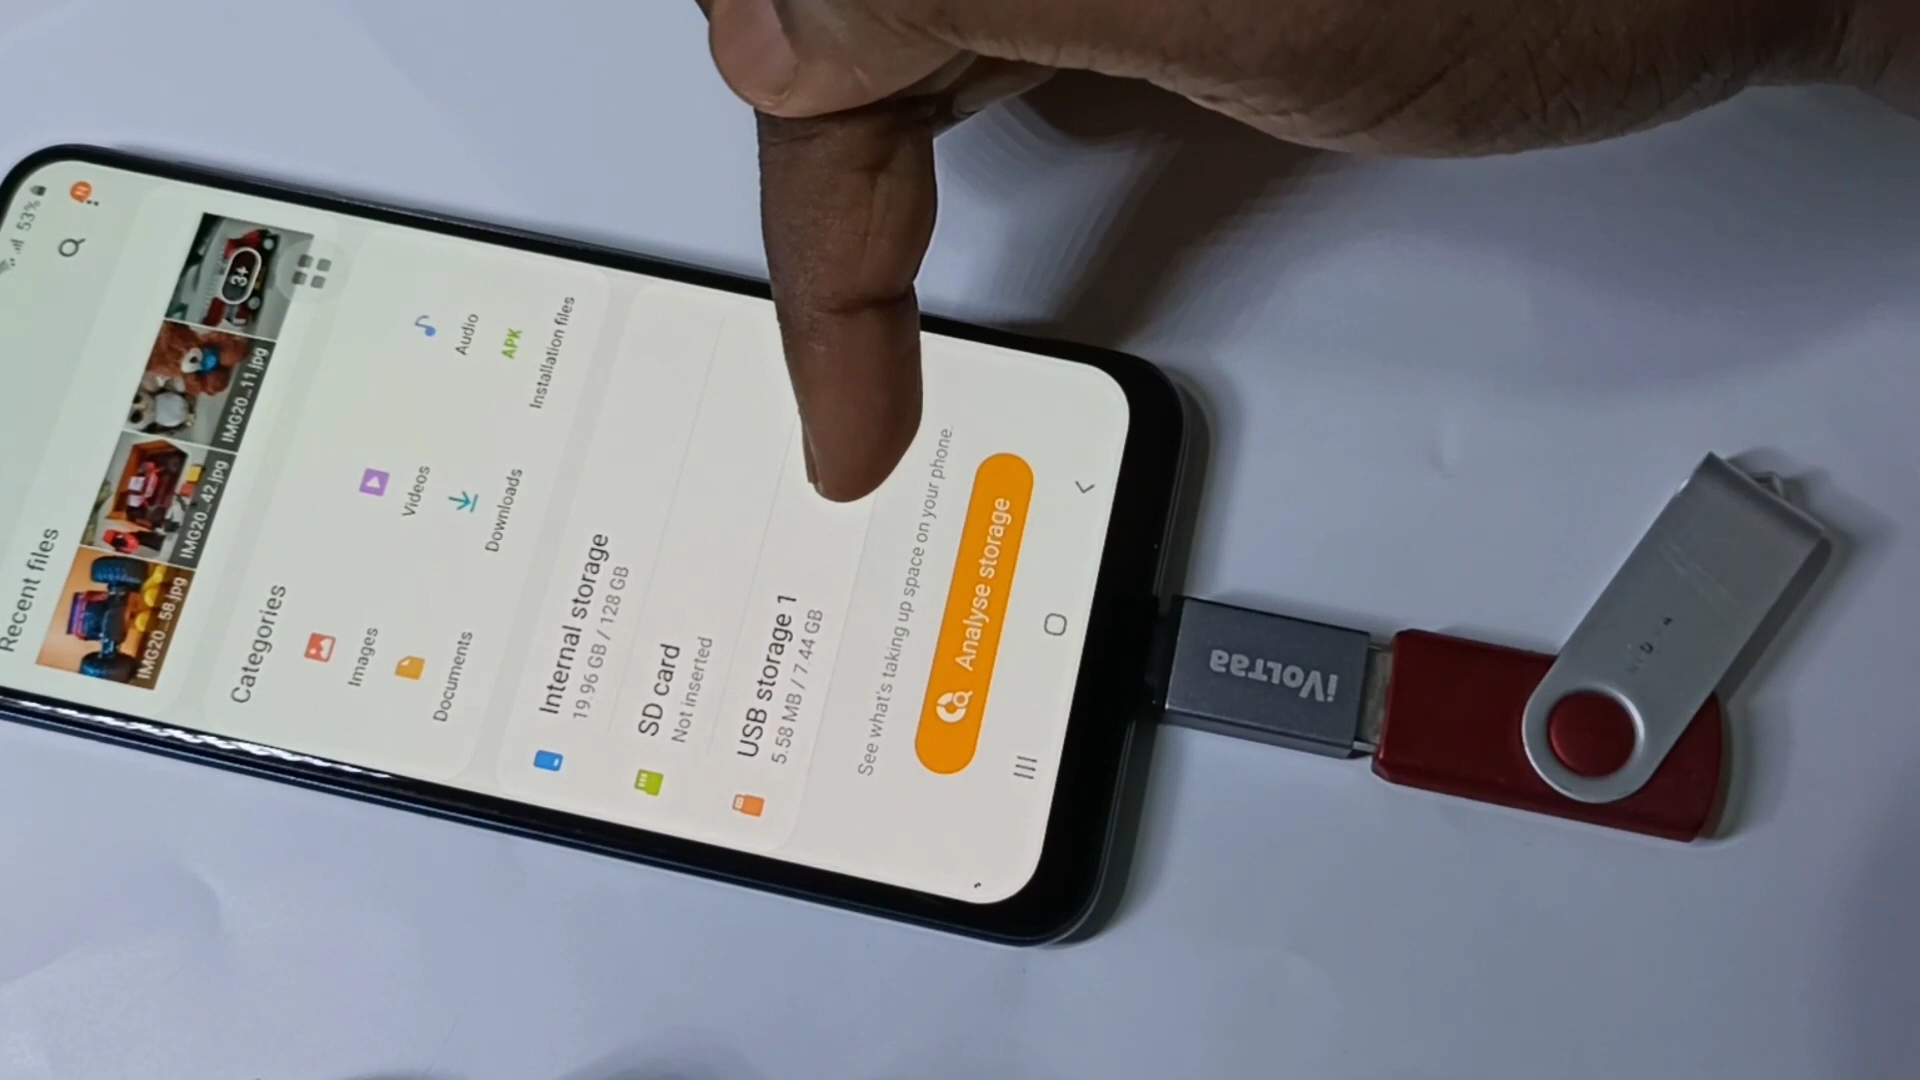 53%
N
Recent files
IMG20...58.jpg
IMG20...42.jpg
IMG20...11.jpg
3+
Categories
Images
Videos
Audio
Documents
Downloads
APK
Installation files
Internal storage
19.96 GB / 128 GB
SD card
Not inserted
USB storage 1
5.58 MB / 7.44 GB
See what's taking up space on your phone.
Analyse storage
iVoltaa